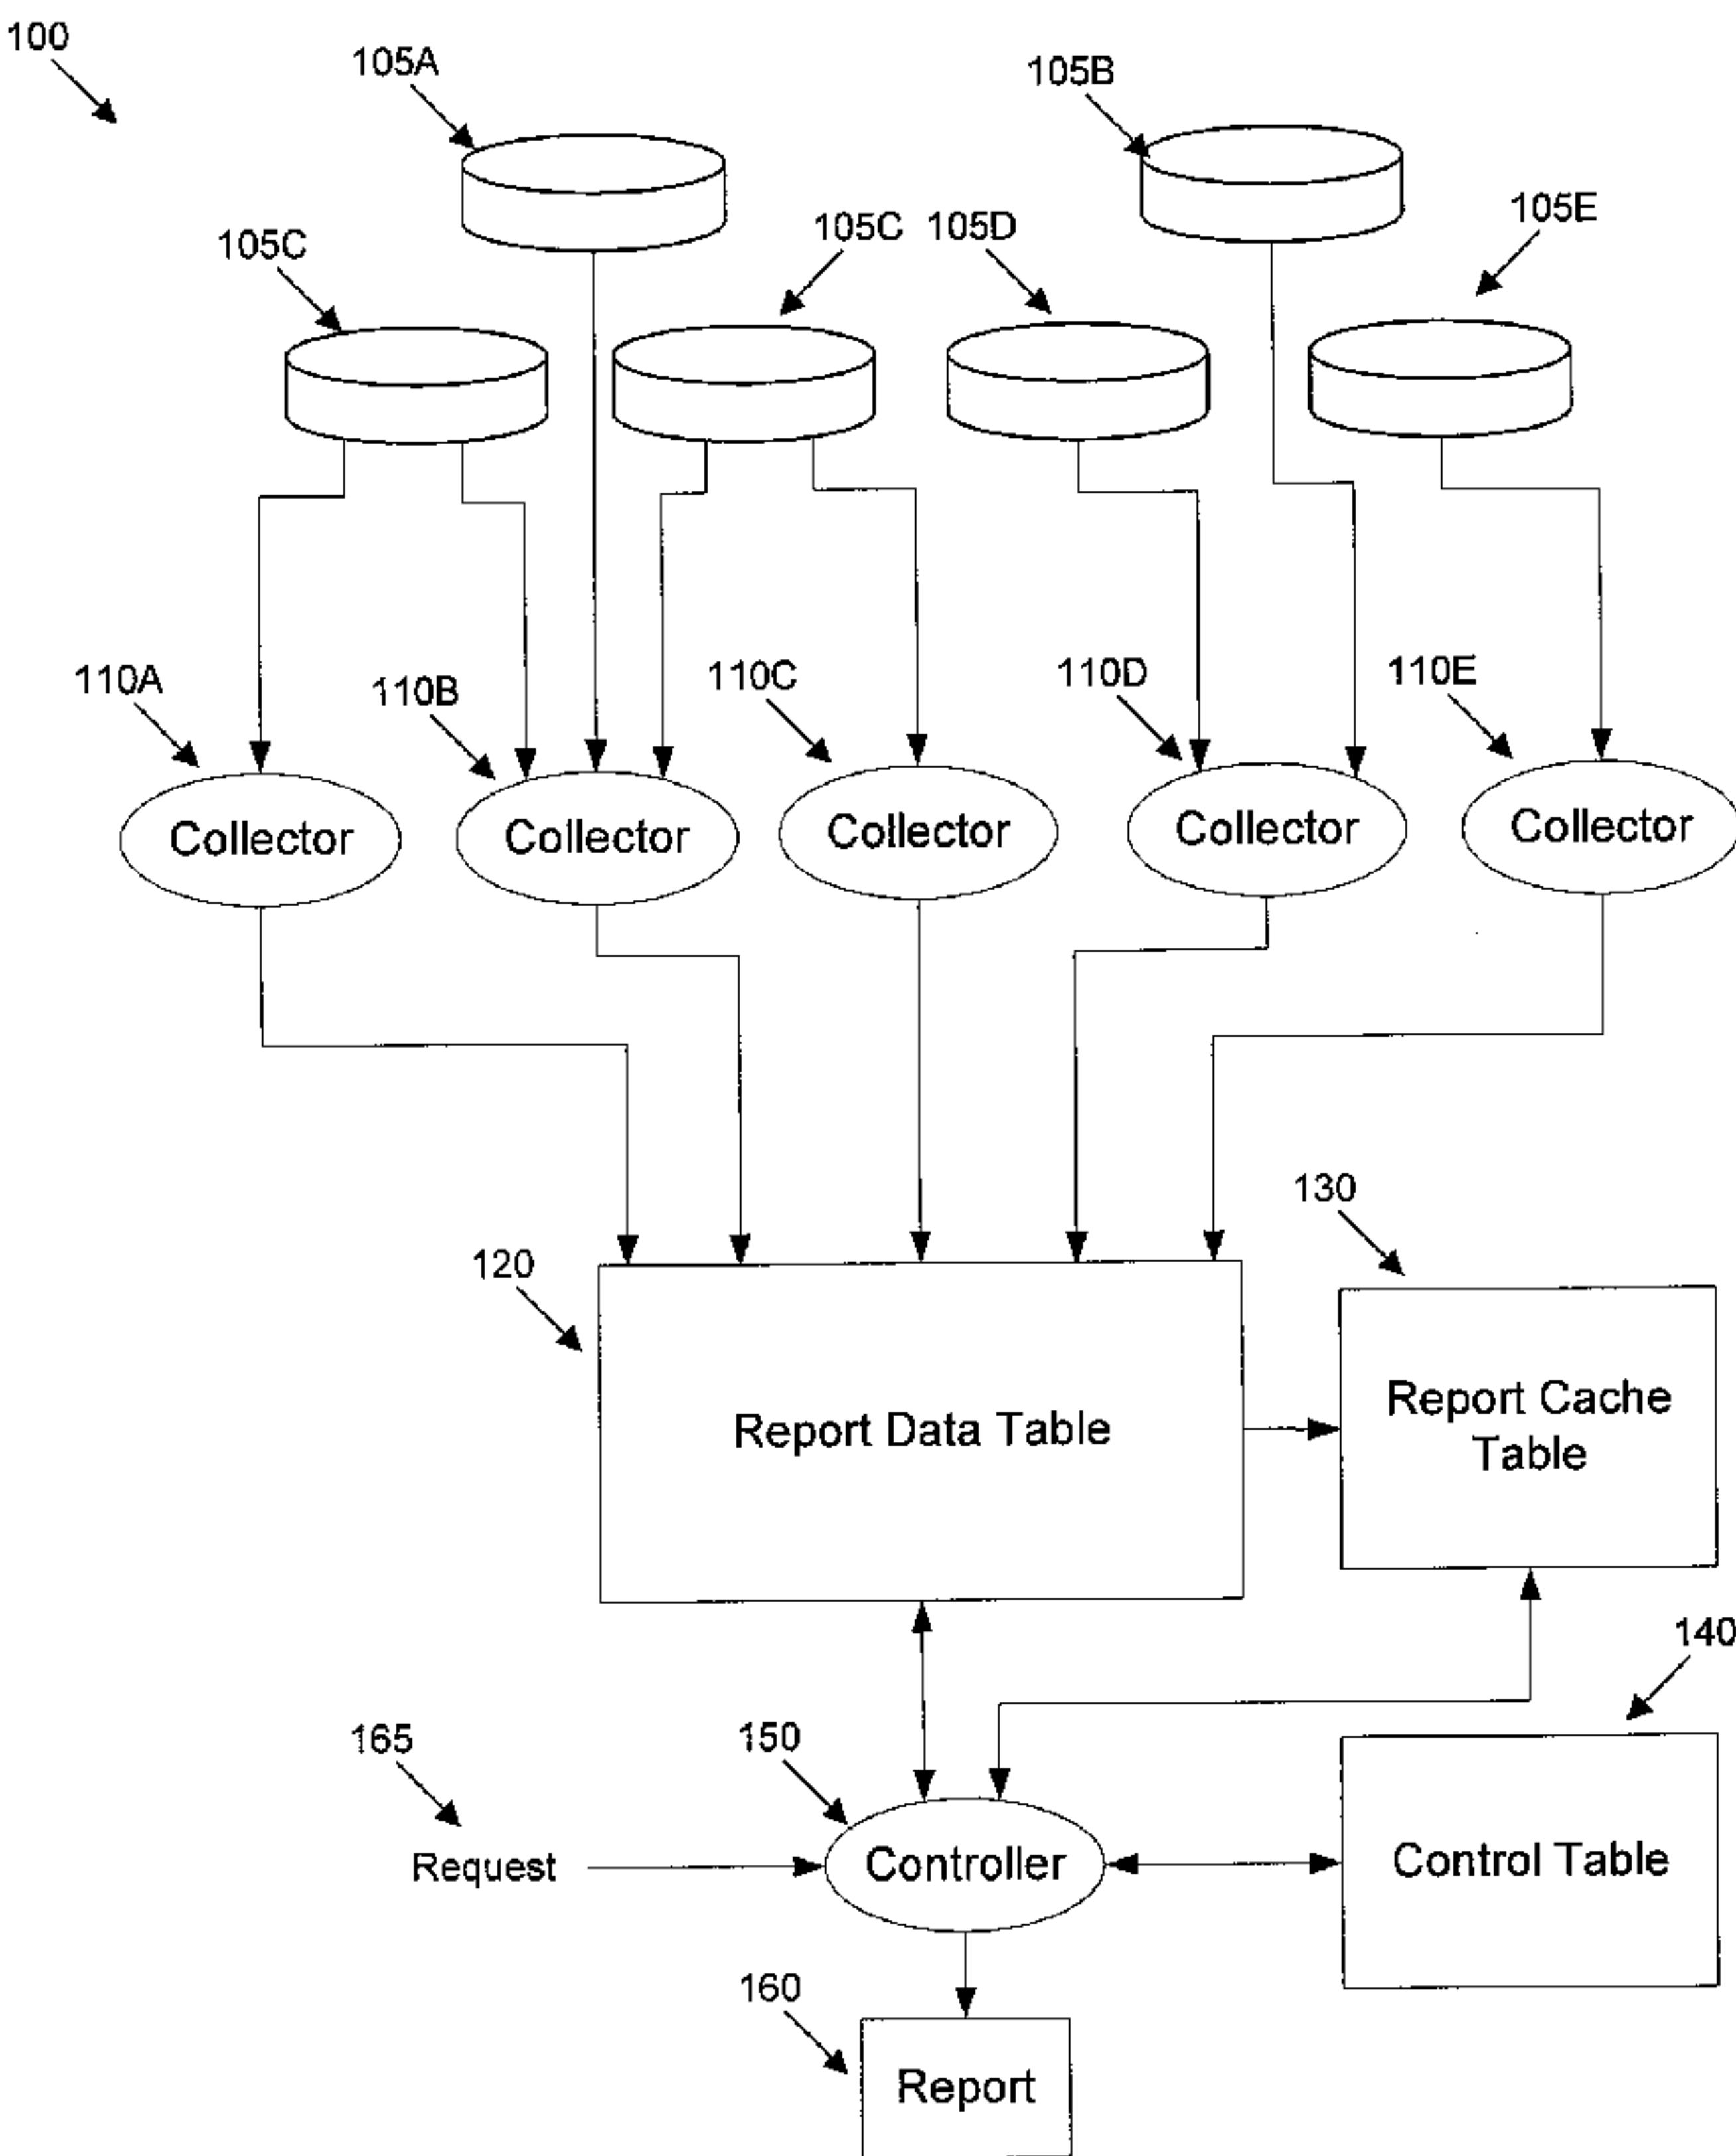 100
105A
105B
105C
105C
105D
105E
110A
110B
110C
110D
110E
Collector
Collector
Collector
Collector
Collector
120
130
Report Data Table
Report Cache
Table
140
165
150
Request
Controller
Control Table
160
Report